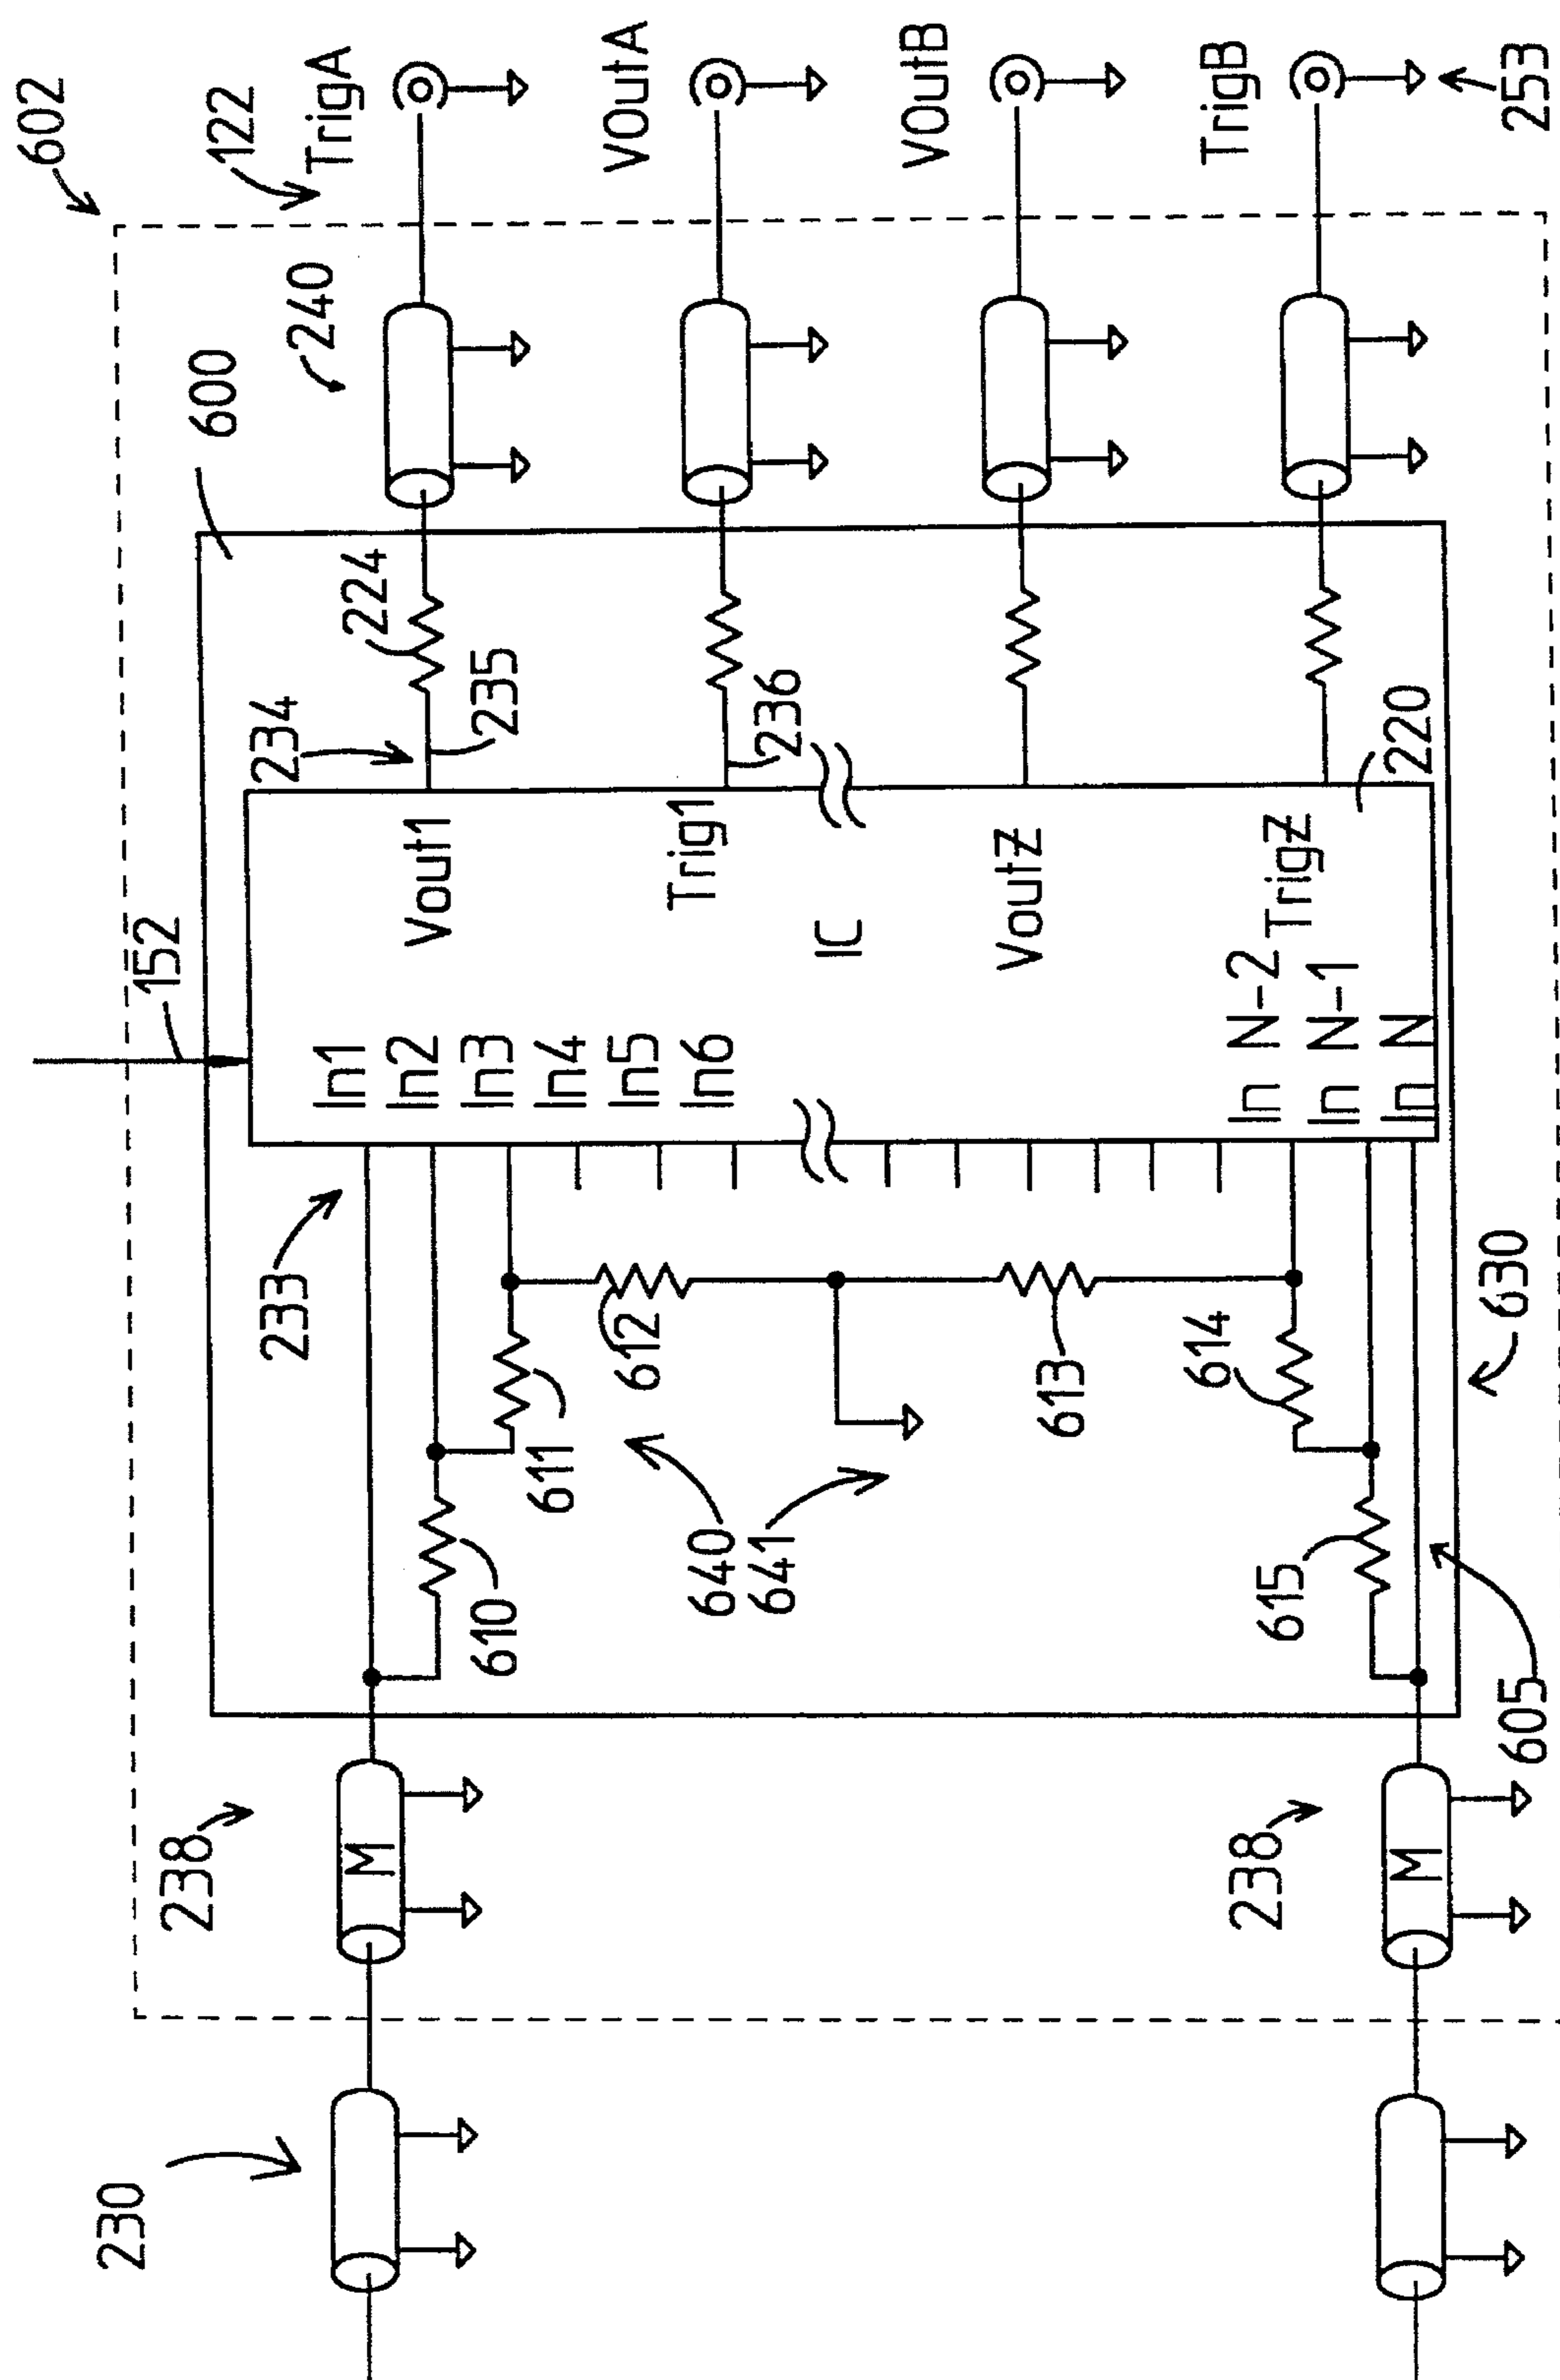 602
122
TrigA
VOutA
VOutB
TrigB
253
240
600
224
235
234
236
220
152
Vout1
Trig1
IC
VoutZ
TrigZ
In1
In2
In3
In4
In5
In6
In N-2
In N-1
In N
233
612
613
614
630
611
610
640
641
615
605
238
M
238
M
230